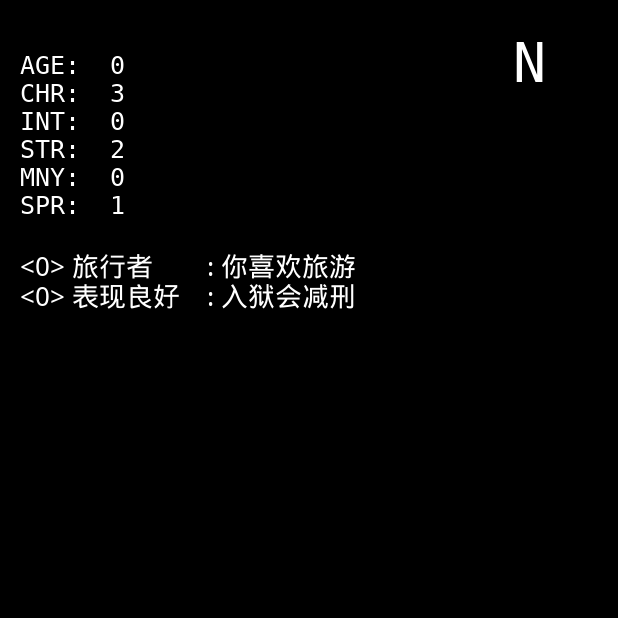 N
AGE: 0
CHR: 3
INT: 0
STR: 2
MNY: 0
SPR: 1
<O> 旅行者 :你喜欢旅游
<O> 表现良好 :入狱会减刑